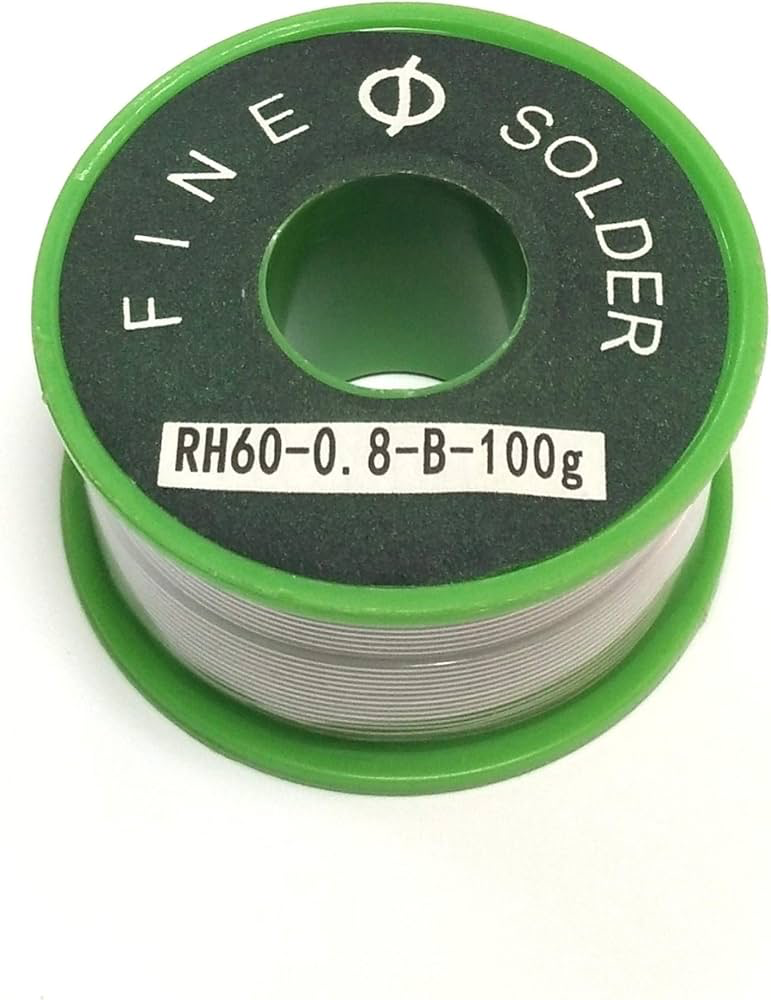 FINE SOLDER
RH60-0.8-B-100g